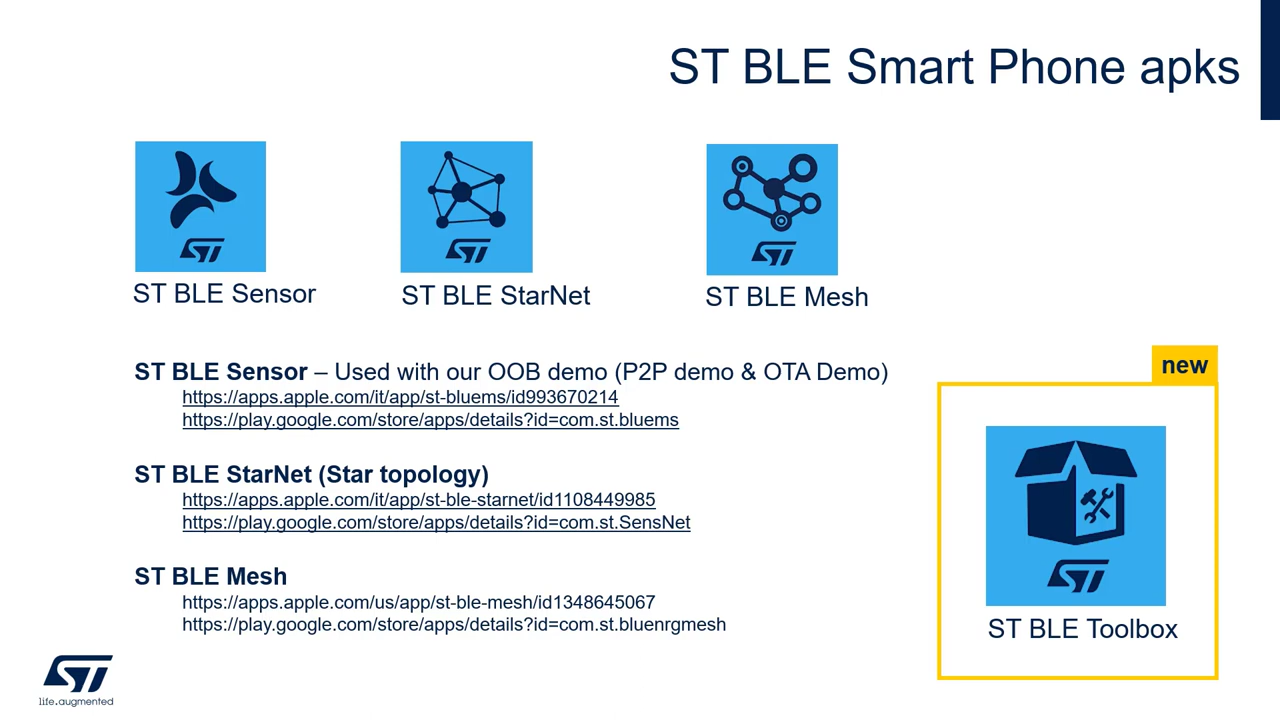 ST BLE Smart Phone apks
ST
ST
ST
ST BLE Sensor
ST BLE StarNet
ST BLE Mesh
ST BLE Sensor – Used with our OOB demo (P2P demo & OTA Demo)
https://apps.apple.com/it/app/st-bluems/id993670214
https://play.google.com/store/apps/details?id=com.st.bluems
ST BLE StarNet (Star topology)
https://apps.apple.com/it/app/st-ble-starnet/id1108449985
https://play.google.com/store/apps/details?id=com.st.SensNet
ST BLE Mesh
https://apps.apple.com/us/app/st-ble-mesh/id1348645067
https://play.google.com/store/apps/details?id=com.st.bluenrgmesh
new
ST
ST BLE Toolbox
ST
life.augmented